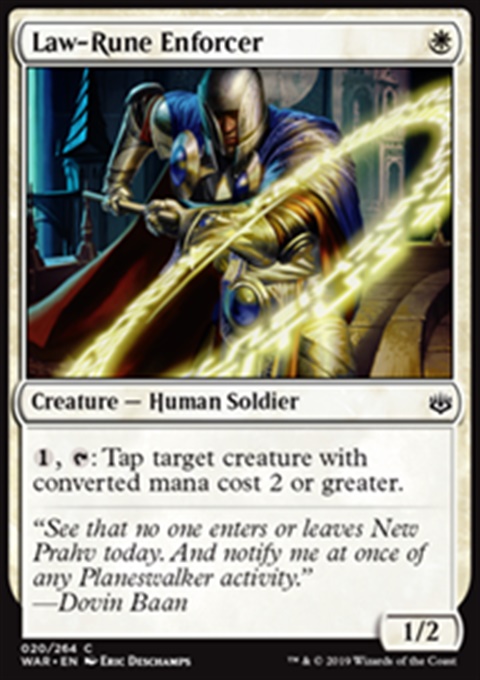 Law-Rune Enforcer
Creature — Human Soldier
1, : Tap target creature with
converted mana cost 2 or greater.
“See that no one enters or leaves New
Prahv today. And notify me at once of
any Planeswalker activity.”
—Dovin Baan
1/2
020/264 C
WAR • EN Eric Deschamps
™ & © 2019 Wizards of the Coast